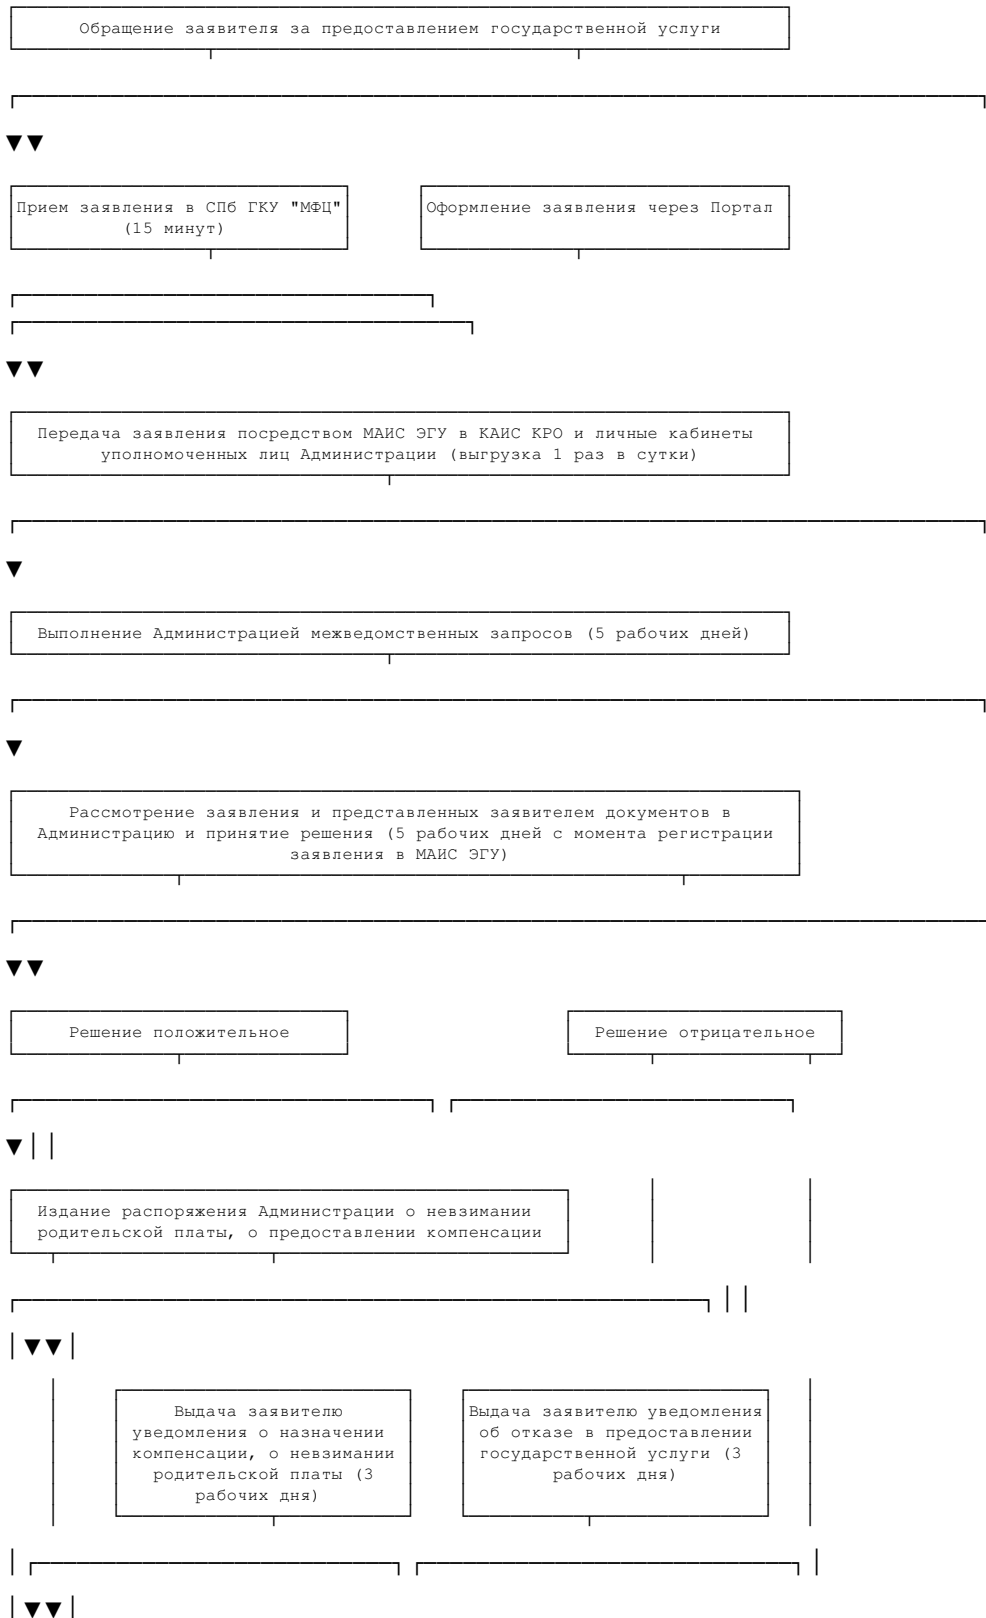 Обращение заявителя за предоставлением государственной услуги
Прием заявления в СПб ГКУ "МФЦ"
(15 минут)
Оформление заявления через Портал
Передача заявления посредством МАИС ЭГУ в КАИС КРО и личные кабинеты
уполномоченных лиц Администрации (выгрузка 1 раз в сутки)
Выполнение Администрацией межведомственных запросов (5 рабочих дней)
Рассмотрение заявления и представленных заявителем документов в
Администрацию и принятие решения (5 рабочих дней с момента регистрации
заявления в МАИС ЭГУ)
Решение положительное
Решение отрицательное
Издание распоряжения Администрации о невзимании
родительской платы, о предоставлении компенсации
Выдача заявителю
уведомления о назначении
компенсации, о невзимании
родительской платы (3
рабочих дня)
Выдача заявителю уведомления
об отказе в предоставлении
государственной услуги (3
рабочих дня)